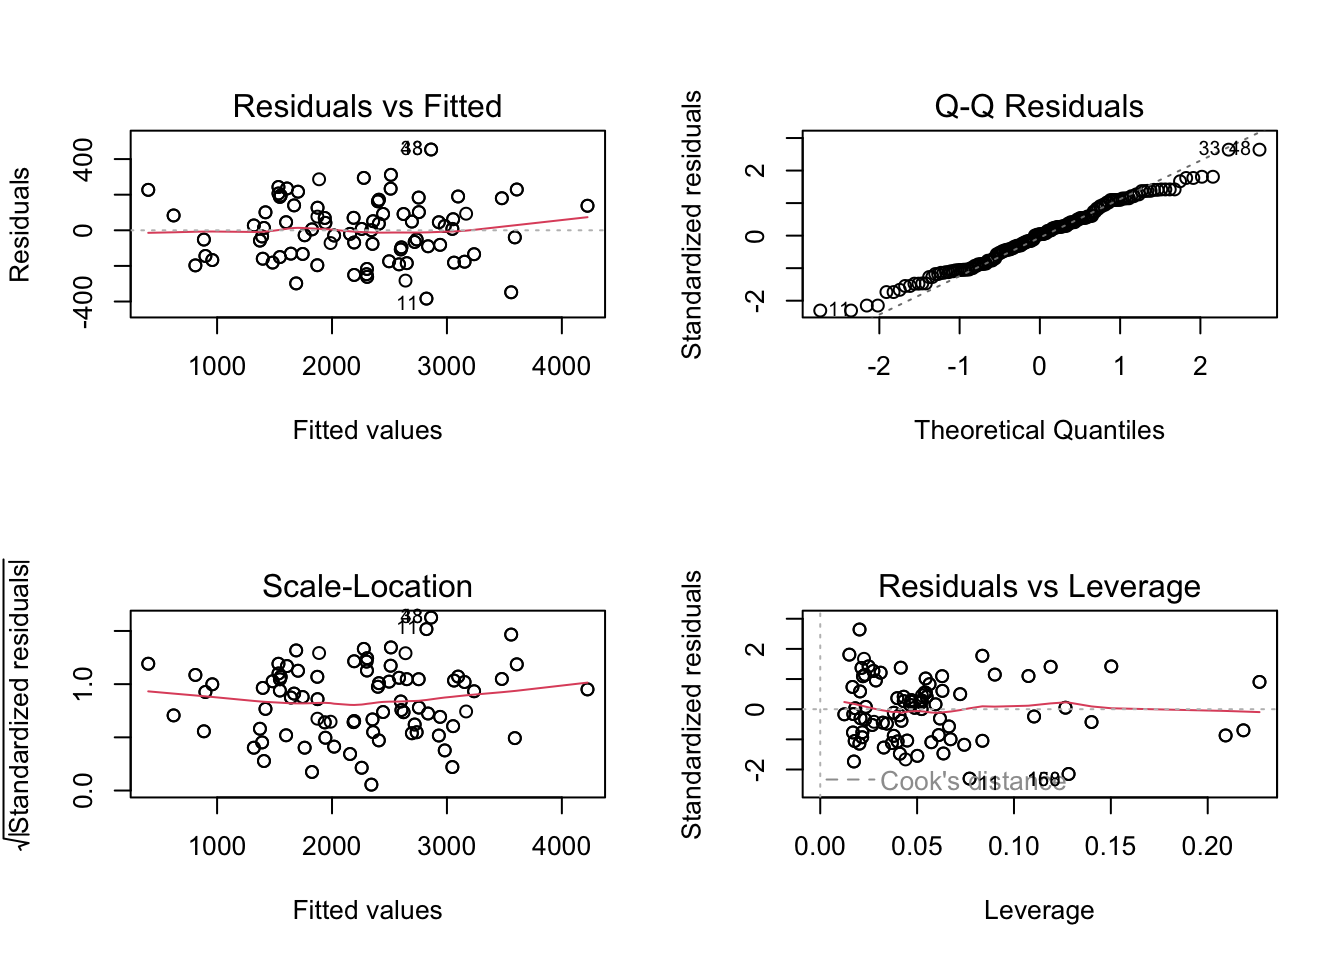 Residuals vs Fitted
Residuals
-400
0
400
11
1000 2000 3000 4000
Fitted values
Q-Q Residuals
Standardized residuals
-2
0
2
33 48
11
-2 -1 0 1 2
Theoretical Quantiles
Scale-Location
√|Standardized residuals|
0.0
1.0
11
1000 2000 3000 4000
Fitted values
Residuals vs Leverage
Standardized residuals
-2
0
2
Cook's distance
11
0.00 0.05 0.10 0.15 0.20
Leverage